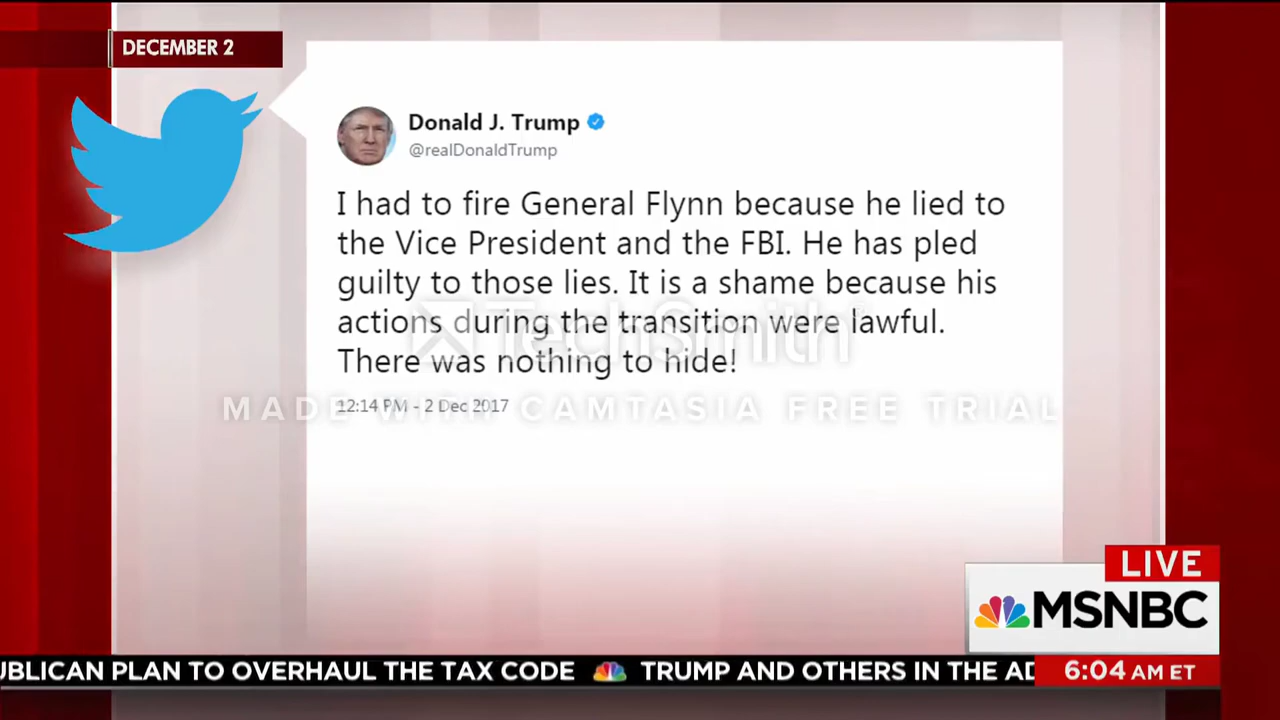 DECEMBER 2
Donald J. Trump
@realDonaldTrump
I had to fire General Flynn because he lied to
the Vice President and the FBI. He has pled
guilty to those lies. It is a shame because his
actions during the transition were lawful.
There was nothing to hide!
12:14 PM - 2 Dec 2017
TechSmith®
MADE WITH CAMTASIA FREE TRIAL
LIVE
MSNBC
UBLICAN PLAN TO OVERHAUL THE TAX CODE TRUMP AND OTHERS IN THE AD
6:04 AM ET